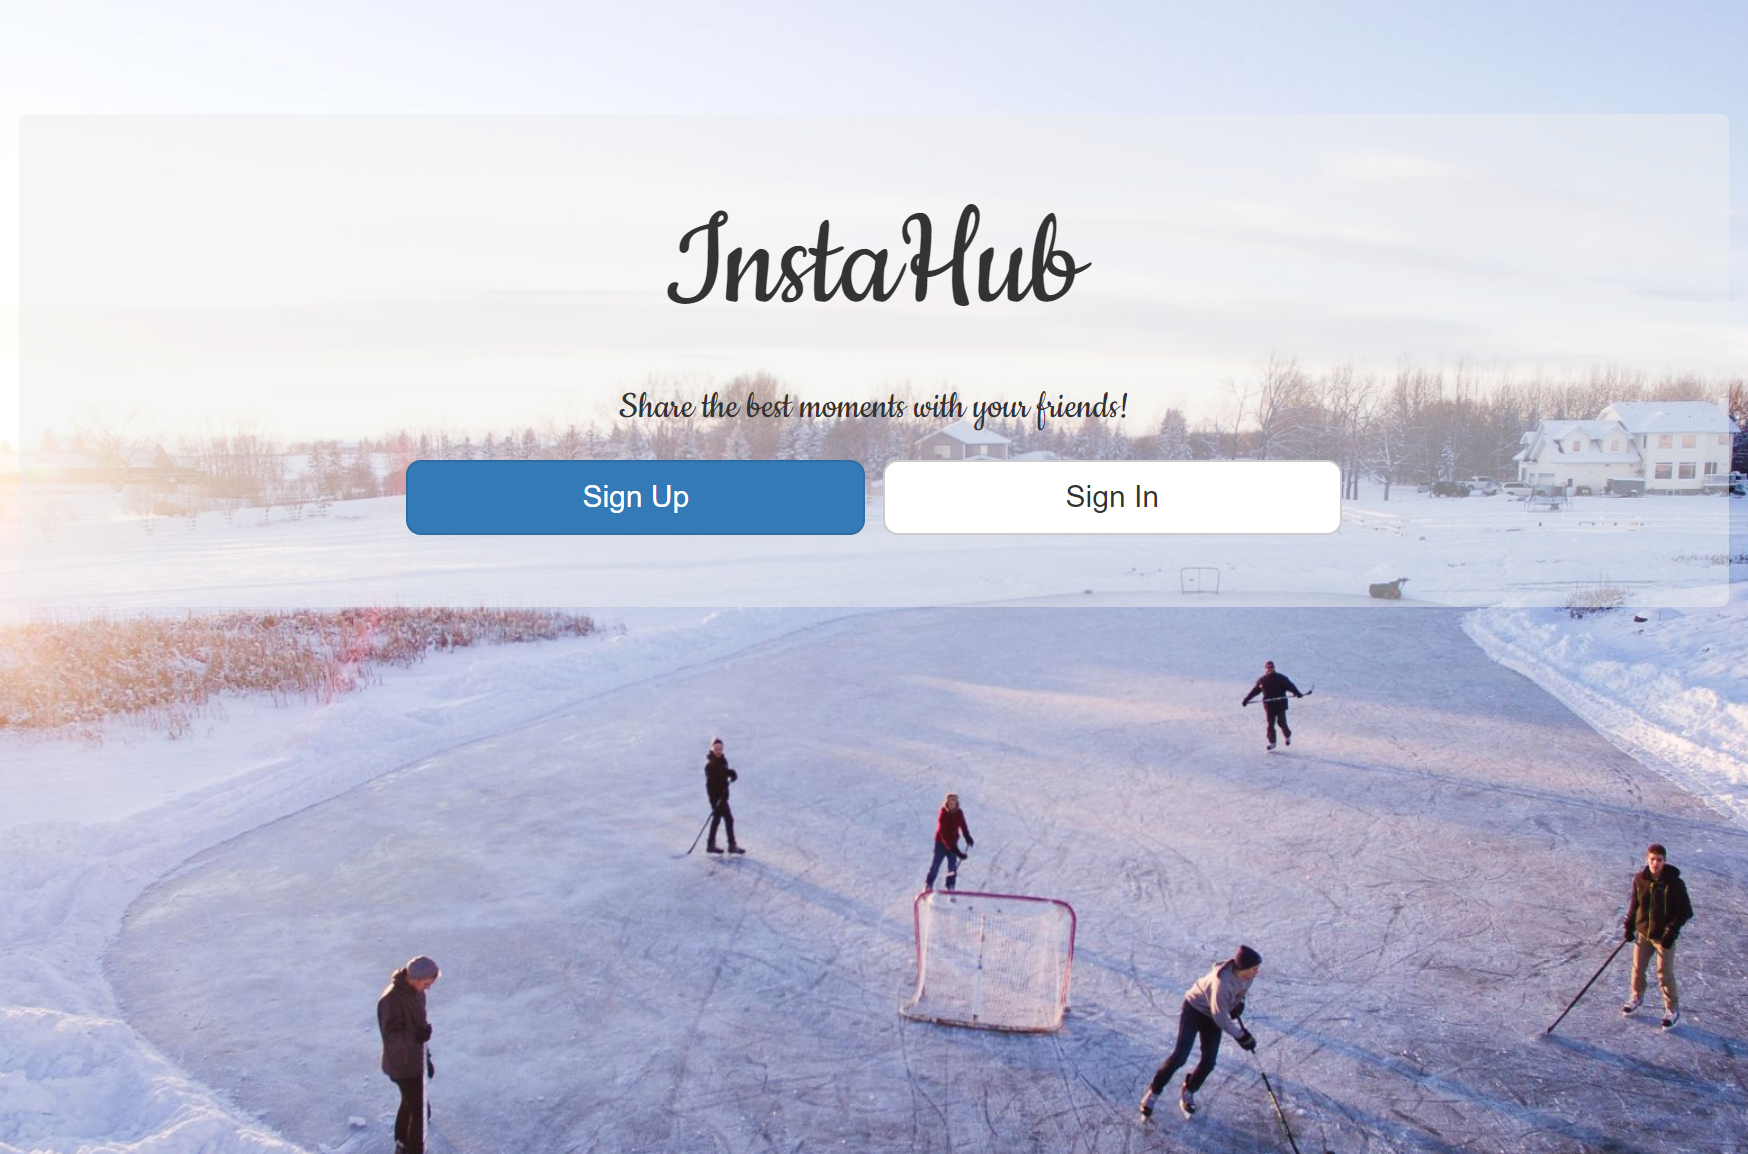 InstaHub
Share the best moments with your friends!
Sign Up
Sign In